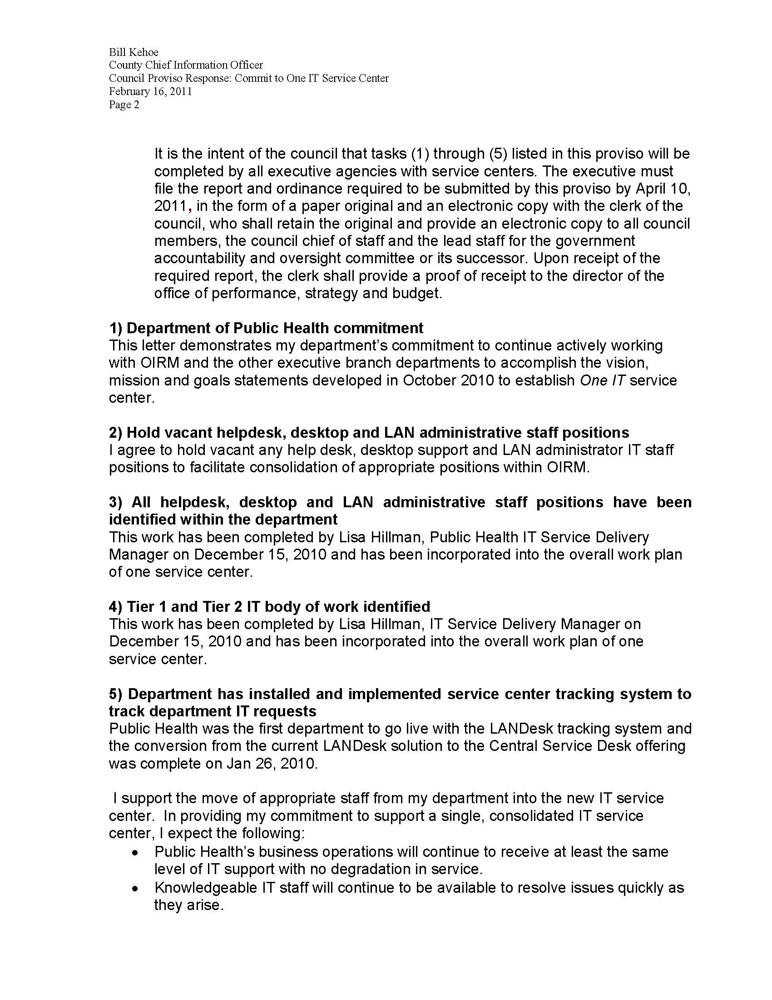 Bill Kehoe
County Chief Information Officer
Council Proviso Response: Commit to One IT Service Center
February 16, 2011
Page 2
It is the intent of the council that tasks (1) through (5) listed in this proviso will be
completed by all executive agencies with service centers. The executive must
file the report and ordinance required to be submitted by this proviso by April 10,
2011, in the form of a paper original and an electronic copy with the clerk of the
council, who shall retain the original and provide an electronic copy to all council
members, the council chief of staff and the lead staff for the government
accountability and oversight committee or its successor. Upon receipt of the
required report, the clerk shall provide a proof of receipt to the director of the
office of performance, strategy and budget.
1) Department of Public Health commitment
This letter demonstrates my department’s commitment to continue actively working
with OIRM and the other executive branch departments to accomplish the vision,
mission and goals statements developed in October 2010 to establish One IT service
center.
2) Hold vacant helpdesk, desktop and LAN administrative staff positions
I agree to hold vacant any help desk, desktop support and LAN administrator IT staff
positions to facilitate consolidation of appropriate positions within OIRM.
3) All helpdesk, desktop and LAN administrative staff positions have been
identified within the department
This work has been completed by Lisa Hillman, Public Health IT Service Delivery
Manager on December 15, 2010 and has been incorporated into the overall work plan
of one service center.
4) Tier 1 and Tier 2 IT body of work identified
This work has been completed by Lisa Hillman, IT Service Delivery Manager on
December 15, 2010 and has been incorporated into the overall work plan of one
service center.
5) Department has installed and implemented service center tracking system to
track department IT requests
Public Health was the first department to go live with the LANDesk tracking system and
the conversion from the current LANDesk solution to the Central Service Desk offering
was complete on Jan 26, 2010.
I support the move of appropriate staff from my department into the new IT service
center. In providing my commitment to support a single, consolidated IT service
center, I expect the following:
• Public Health’s business operations will continue to receive at least the same
level of IT support with no degradation in service.
• Knowledgeable IT staff will continue to be available to resolve issues quickly as
they arise.